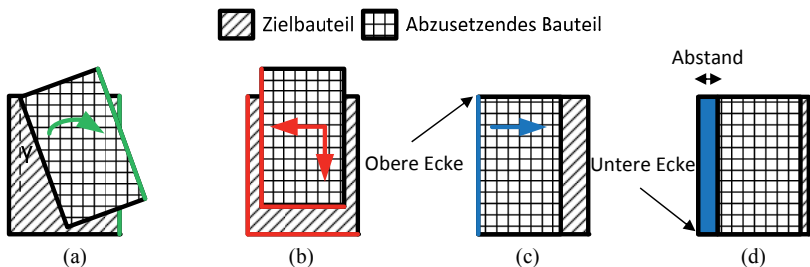 Zielbauteil Abzusetzendes Bauteil
Abstand
γ
Obere Ecke
Untere Ecke
(a) (b) (c) (d)